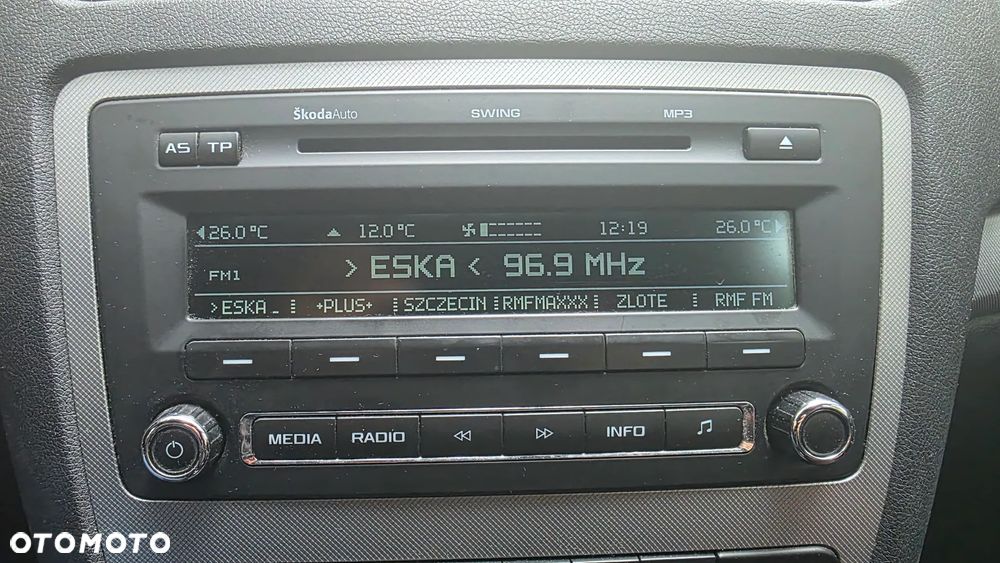 ŠkodaAuto SWING MP3
AS TP
26.0°C 12.0°C 12:19 26.0°C
FM1 > ESKA < 96.9 MHz
>ESKA_ +PLUS+ SZCZECIN RMFMAXXX ZLOTE RMF FM
MEDIA RADIO INFO
OTOMOTO